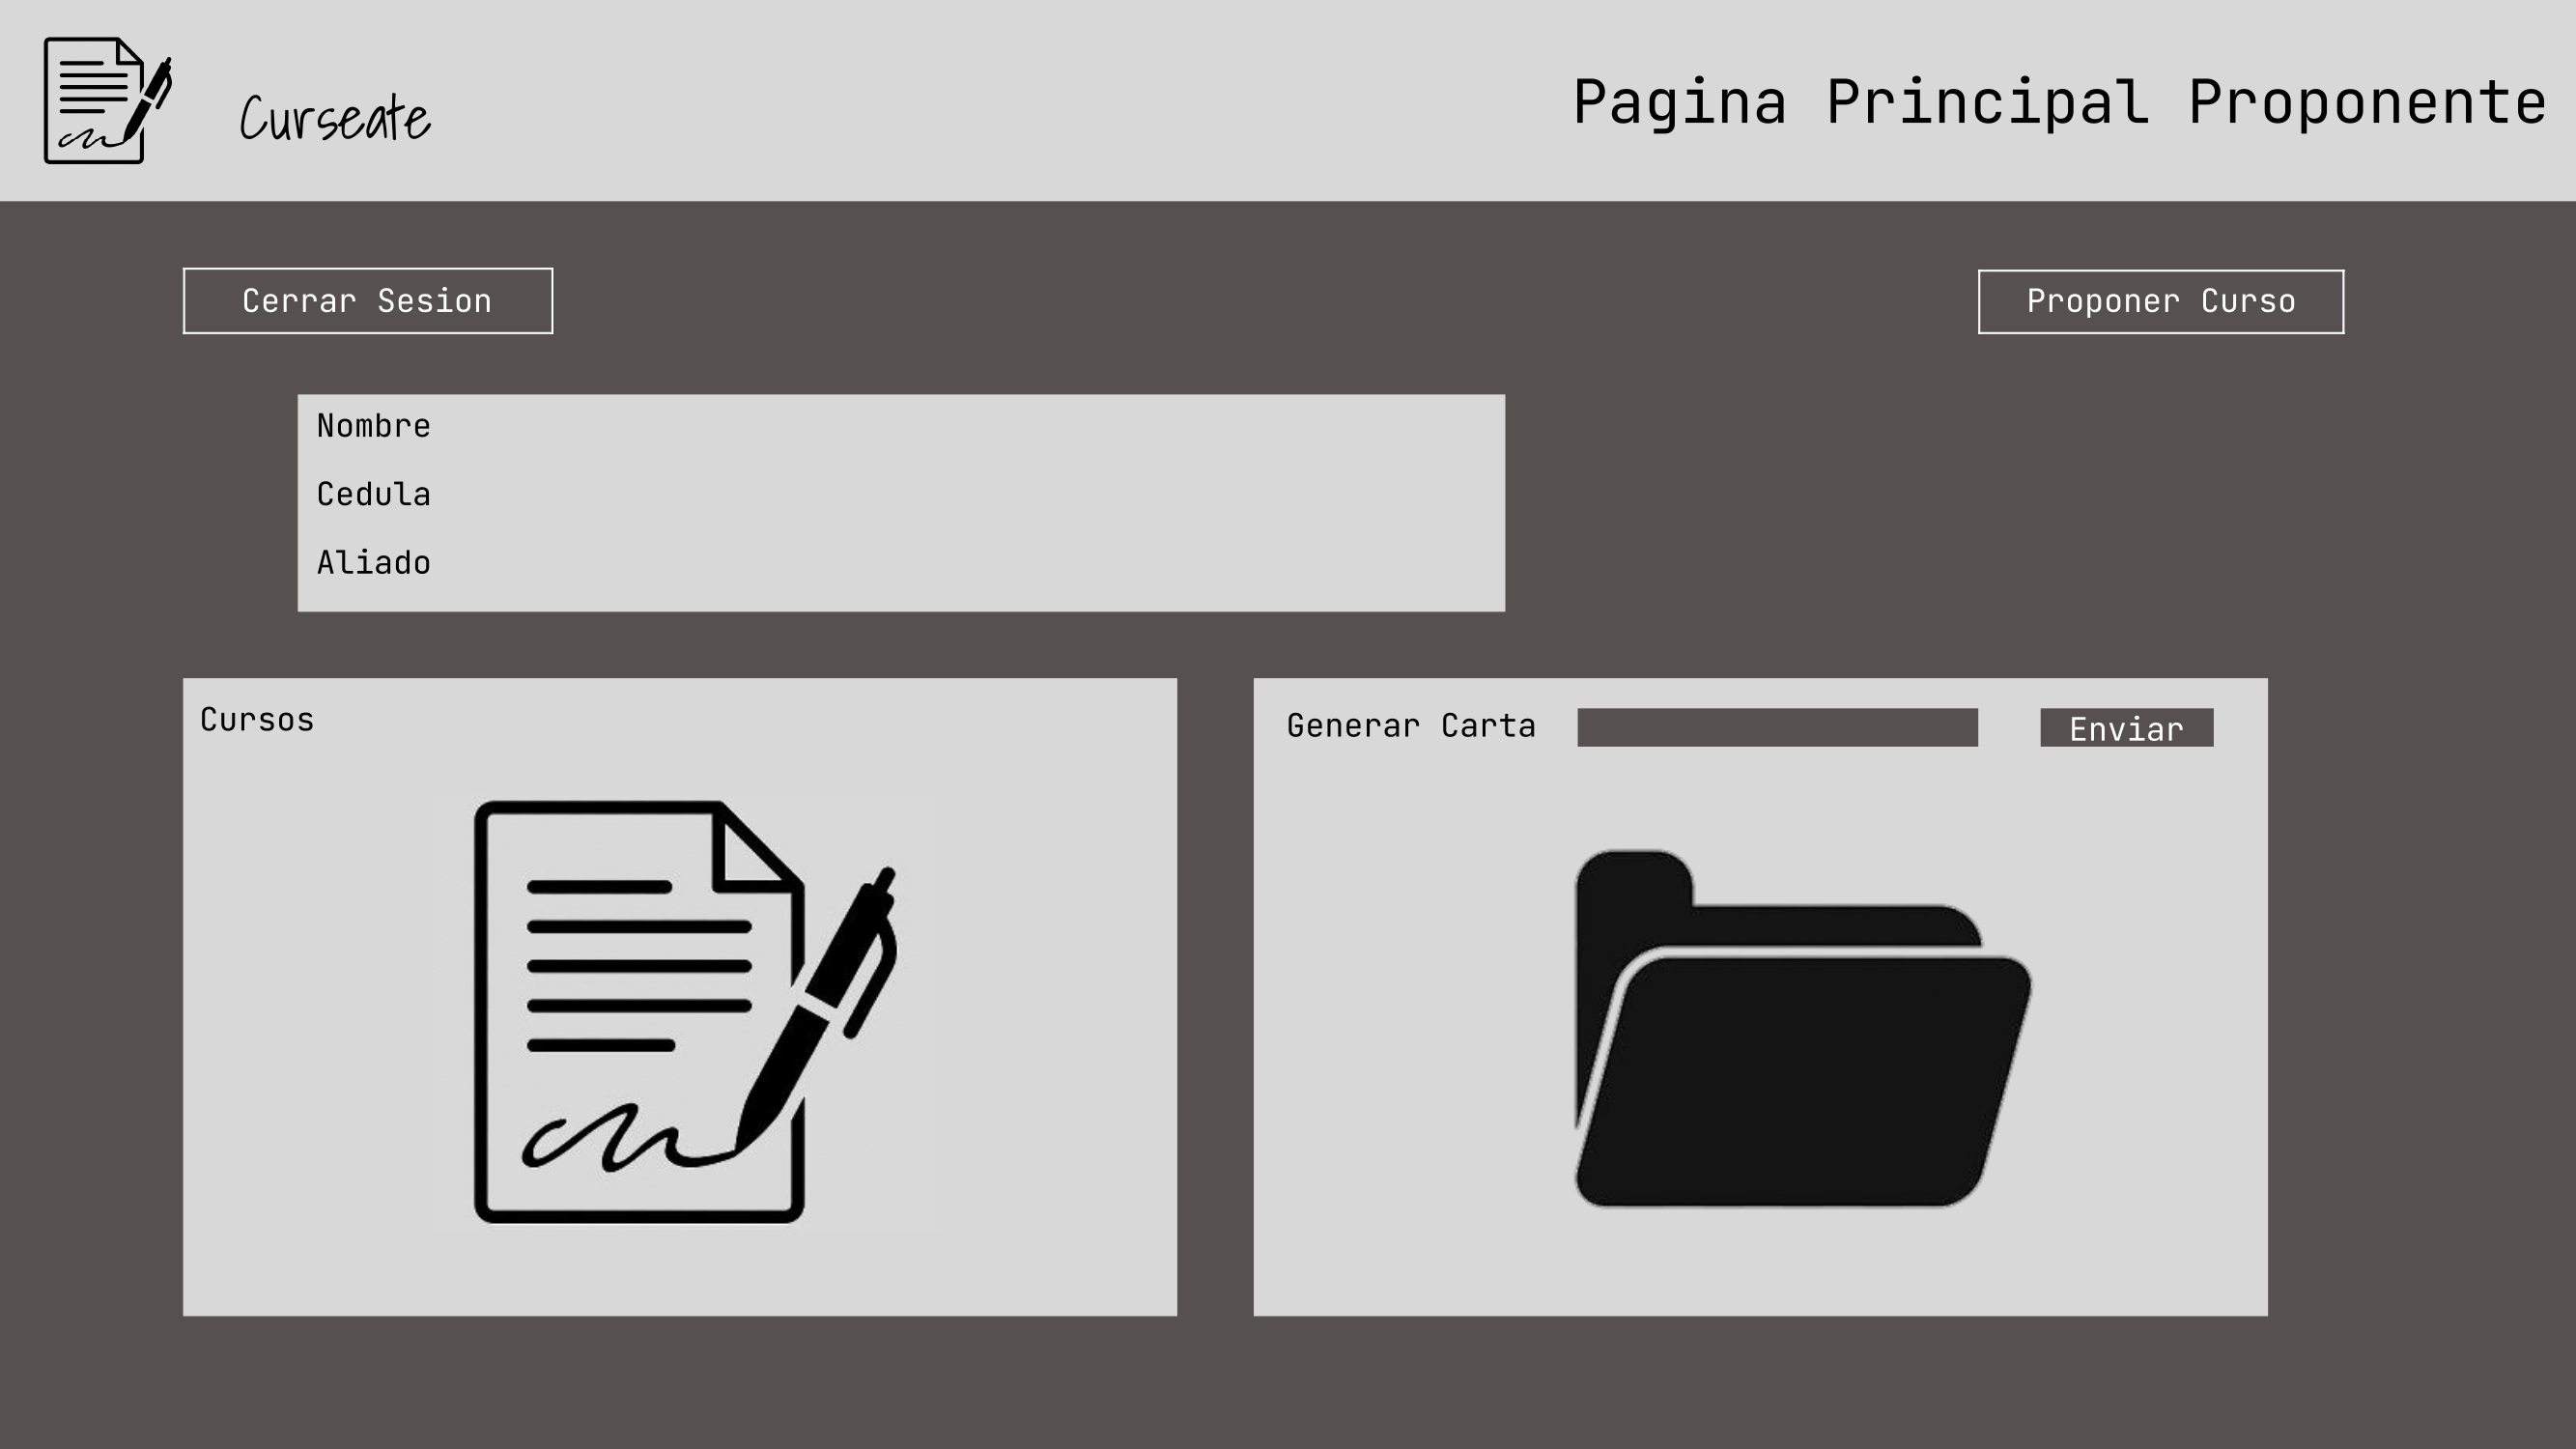 Curseate
Pagina Principal Proponente
Cerrar Sesion
Proponer Curso
Nombre
Cedula
Aliado
Cursos
Generar Carta
Enviar